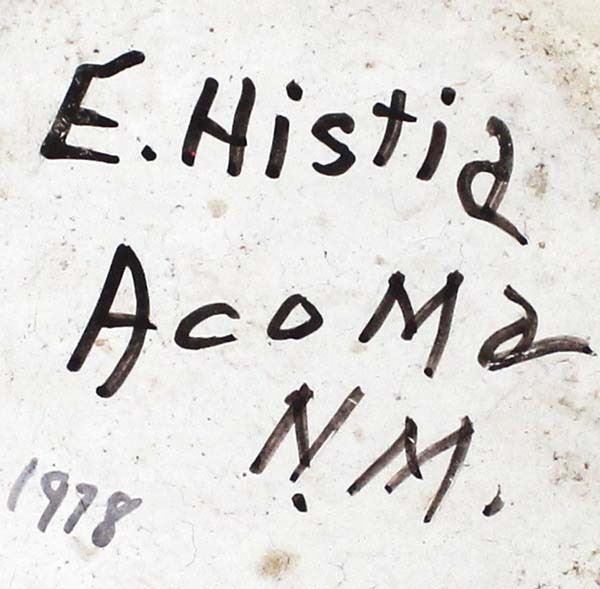 E. Histia
Acoma
N.M.
1978